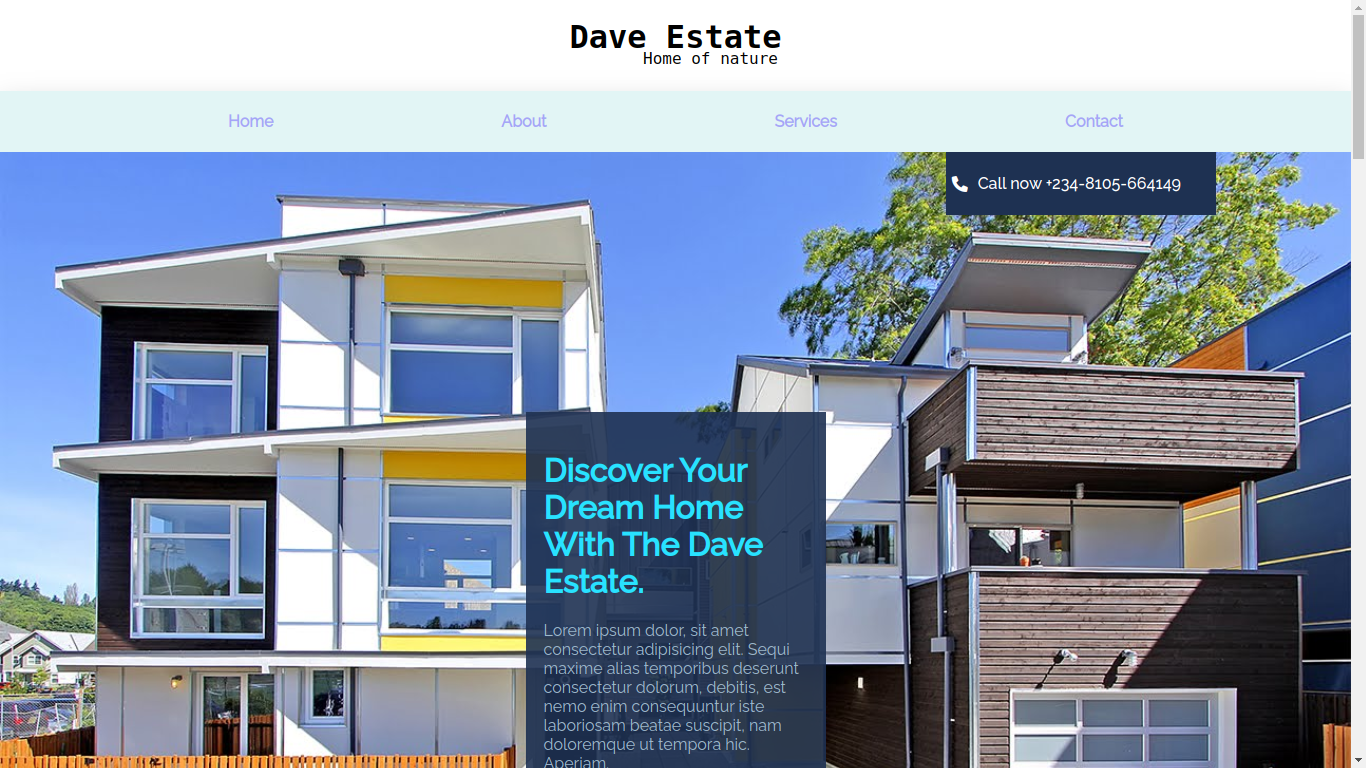 Dave Estate
Home of nature
Home About Services Contact
Call now +234-8105-664149
Discover Your
Dream Home
With The Dave
Estate.
Lorem ipsum dolor, sit amet
consectetur adipisicing elit. Sequi
maxime alias temporibus deserunt
consectetur dolorum, debitis, est
nemo enim consequuntur iste
laboriosam beatae suscipit, nam
doloremque ut tempora hic.
Aperiam.